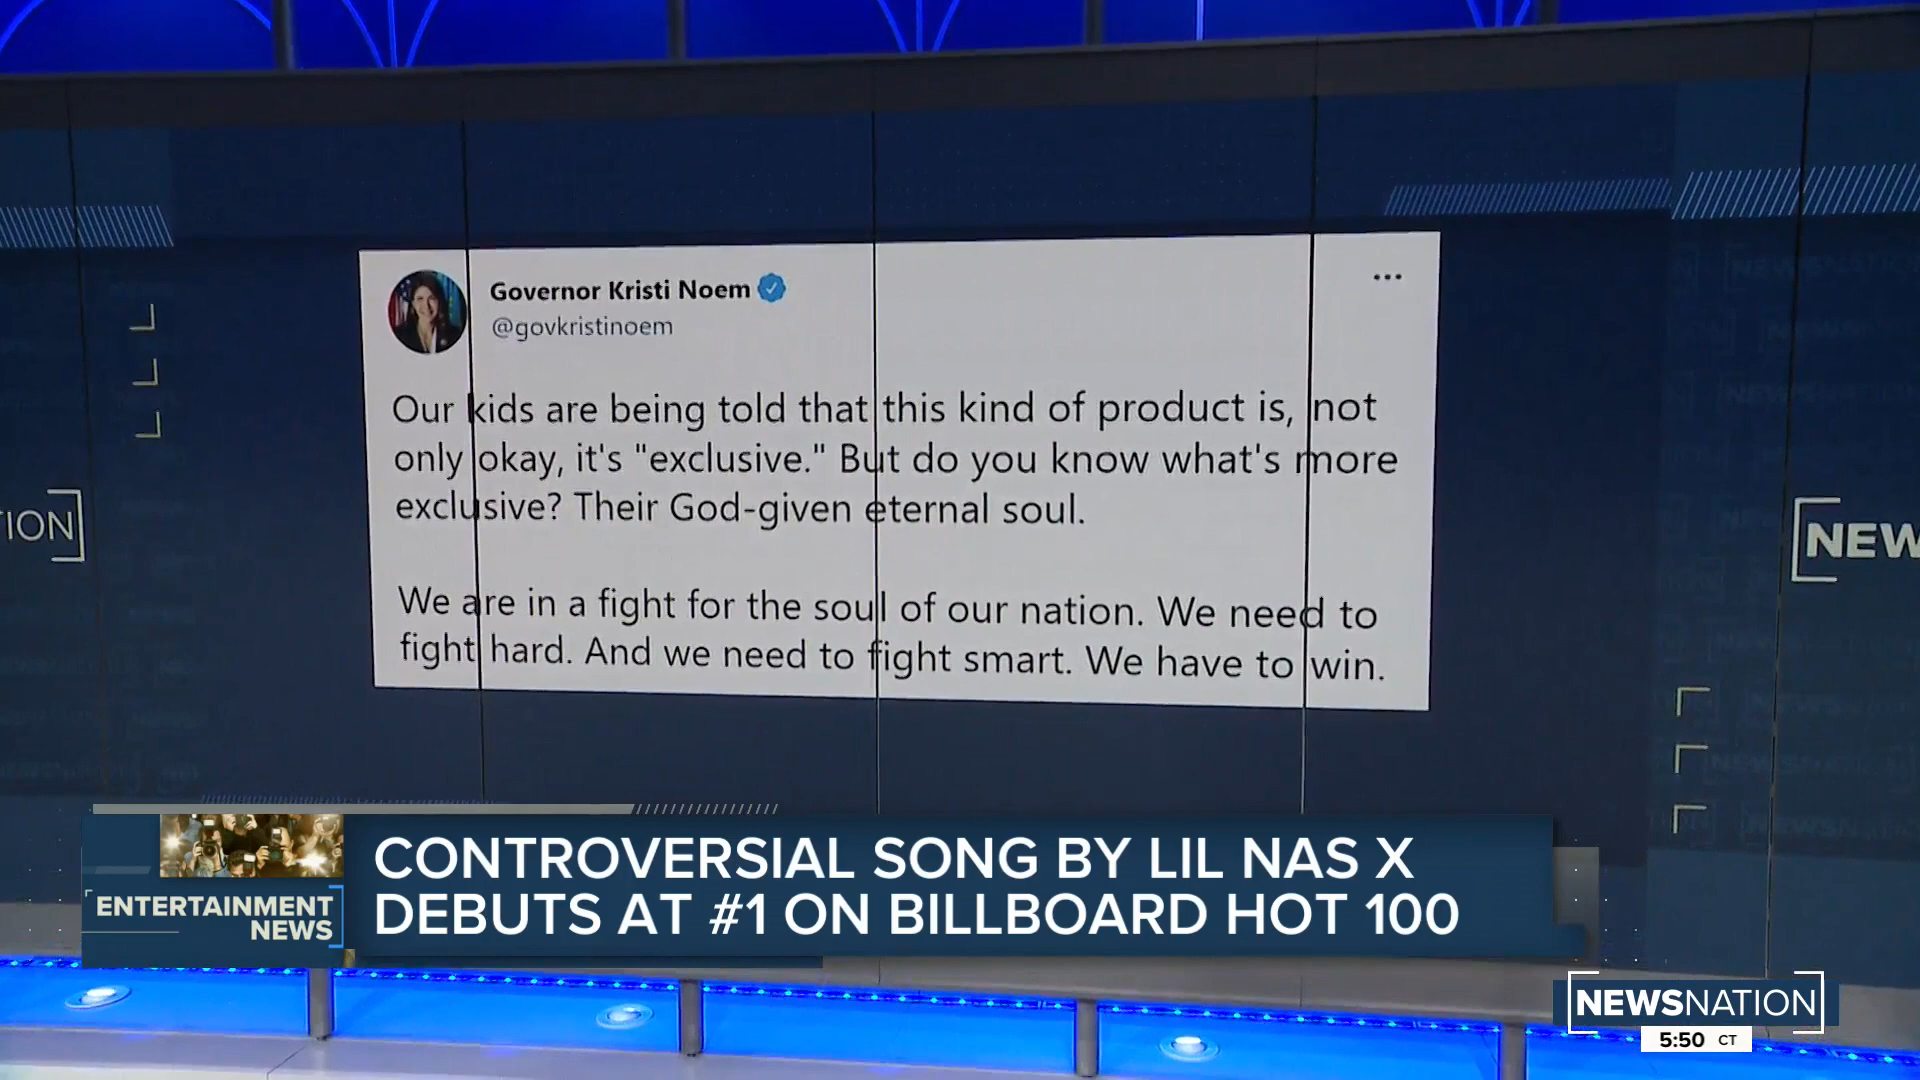 Governor Kristi Noem
@govkristinoem
Our kids are being told that this kind of product is, not
only okay, it's "exclusive." But do you know what's more
exclusive? Their God-given eternal soul.
We are in a fight for the soul of our nation. We need to
fight hard. And we need to fight smart. We have to win.
TION
NEW
CONTROVERSIAL SONG BY LIL NAS X
DEBUTS AT #1 ON BILLBOARD HOT 100
ENTERTAINMENT
NEWS
NEWSNATION
5:50 CT